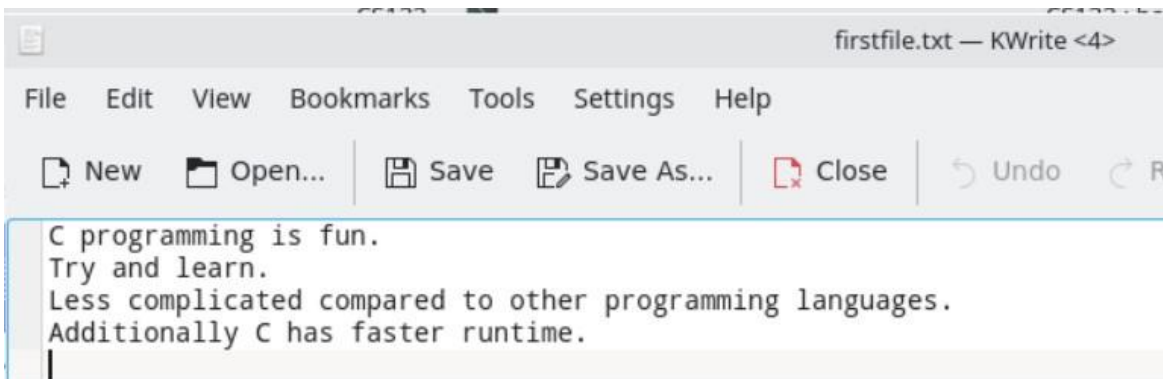 firstfile.txt — KWrite <4>
File Edit View Bookmarks Tools Settings Help
New Open... Save Save As... Close Undo
C programming is fun.
Try and learn.
Less complicated compared to other programming languages.
Additionally C has faster runtime.